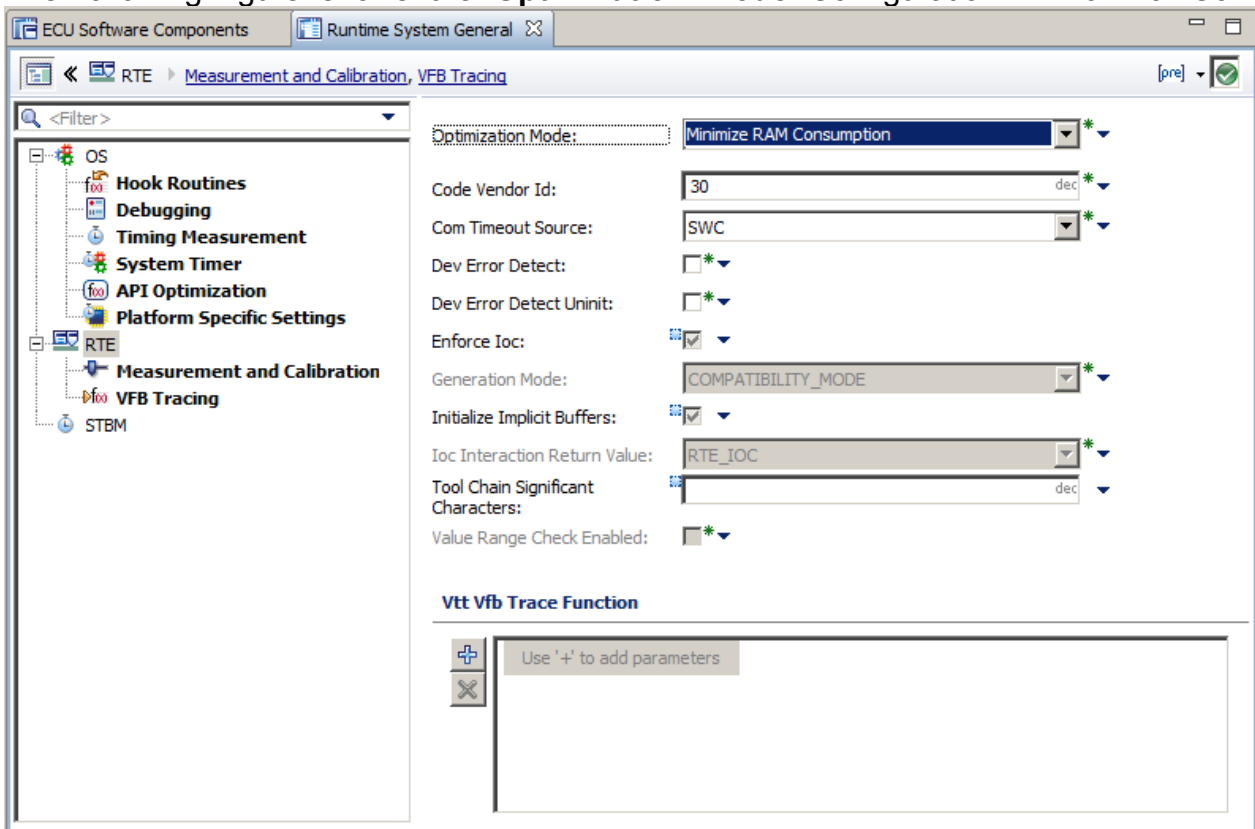 ECU Software Components
Runtime System General
RTE Measurement and Calibration, VFB Tracing
[pre]
<Filter>
OS
Hook Routines
Debugging
Timing Measurement
System Timer
API Optimization
Platform Specific Settings
RTE
Measurement and Calibration
VFB Tracing
STBM
Optimization Mode: Minimize RAM Consumption
Code Vendor Id: 30 dec
Com Timeout Source: SWC
Dev Error Detect:
Dev Error Detect Uninit:
Enforce Ioc:
Generation Mode: COMPATIBILITY_MODE
Initialize Implicit Buffers:
Ioc Interaction Return Value: RTE_IOC
Tool Chain Significant dec
Characters:
Value Range Check Enabled:
Vtt Vfb Trace Function
Use '+' to add parameters